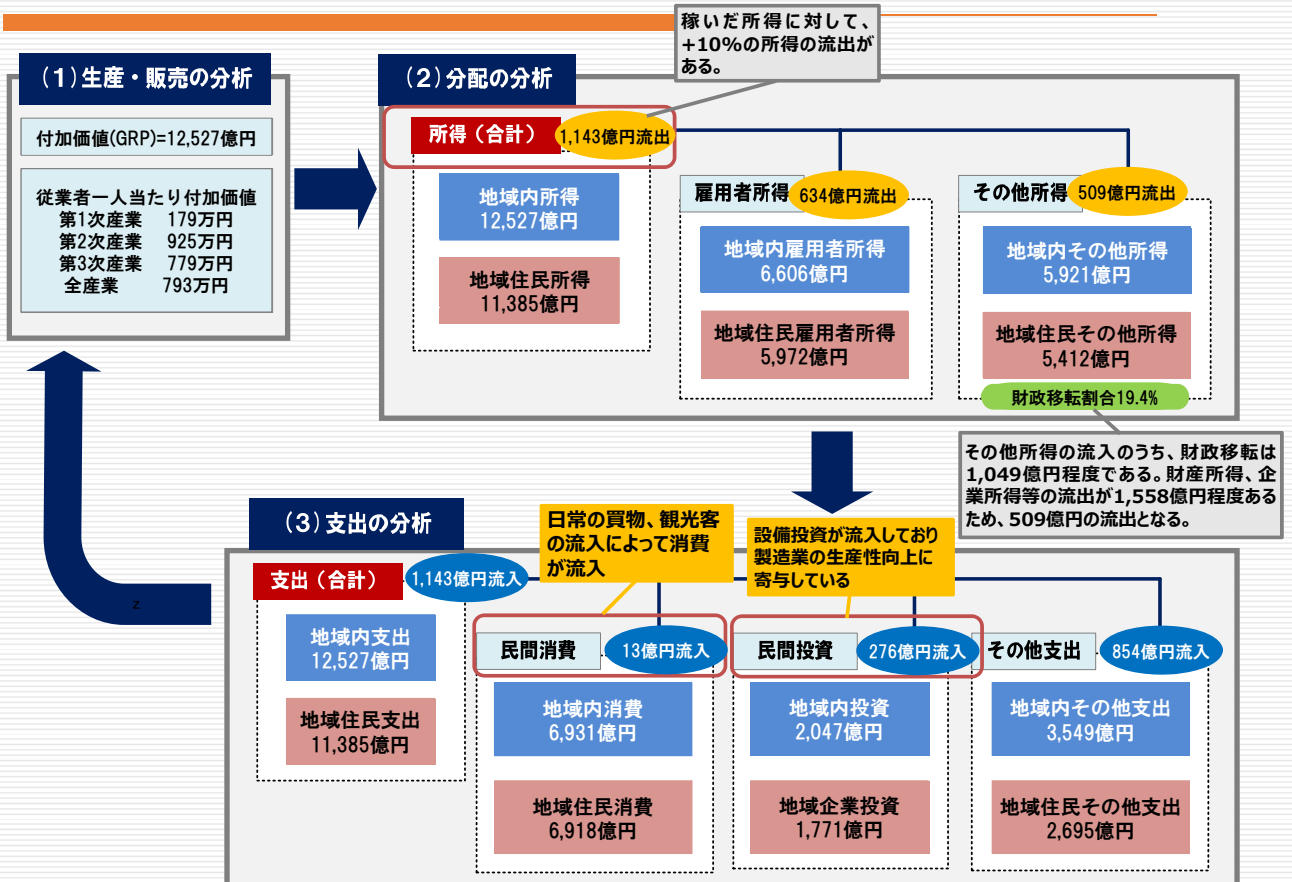 稼いだ所得に対して、
+10%の所得の流出が
ある。
(1)生産・販売の分析
付加価値(GRP)=12,527億円
従業者一人当たり付加価値
第1次産業 179万円
第2次産業 925万円
第3次産業 779万円
全産業 793万円
(2)分配の分析
所得(合計)
1,143億円流出
地域内所得
12,527億円
地域住民所得
11,385億円
雇用者所得
634億円流出
地域内雇用者所得
6,606億円
地域住民雇用者所得
5,972億円
その他所得
509億円流出
地域内その他所得
5,921億円
地域住民その他所得
5,412億円
財政移転割合19.4%
その他所得の流入のうち、財政移転は
1,049億円程度である。財産所得、企
業所得等の流出が1,558億円程度ある
ため、509億円の流出となる。
(3)支出の分析
日常の買物、観光客
の流入によって消費
が流入
設備投資が流入しており
製造業の生産性向上に
寄与している
支出(合計)
1,143億円流入
z
地域内支出
12,527億円
地域住民支出
11,385億円
民間消費
13億円流入
地域内消費
6,931億円
地域住民消費
6,918億円
民間投資
276億円流入
地域内投資
2,047億円
地域企業投資
1,771億円
その他支出
854億円流入
地域内その他支出
3,549億円
地域住民その他支出
2,695億円